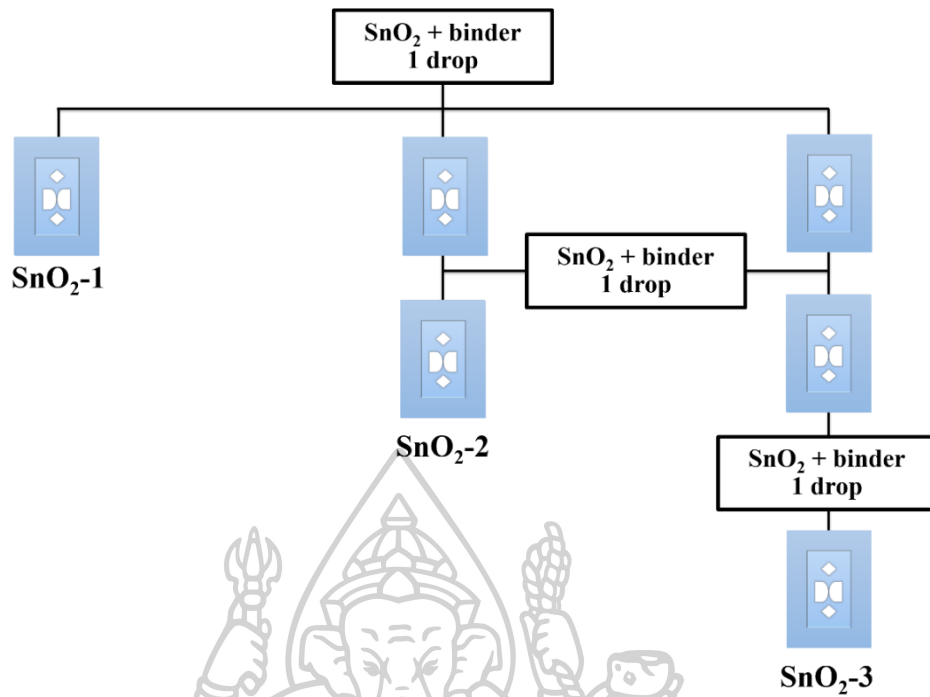 SnO₂ + binder
1 drop
SnO₂-1
SnO₂ + binder
1 drop
SnO₂-2
SnO₂ + binder
1 drop
SnO₂-3